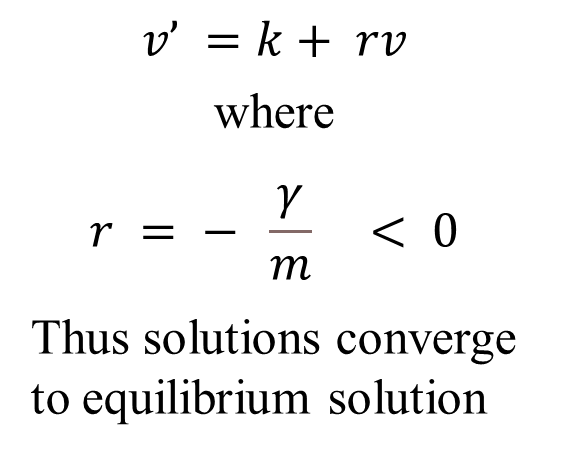 v’ = k + rv
where
r = − γ/m < 0
Thus solutions converge
to equilibrium solution